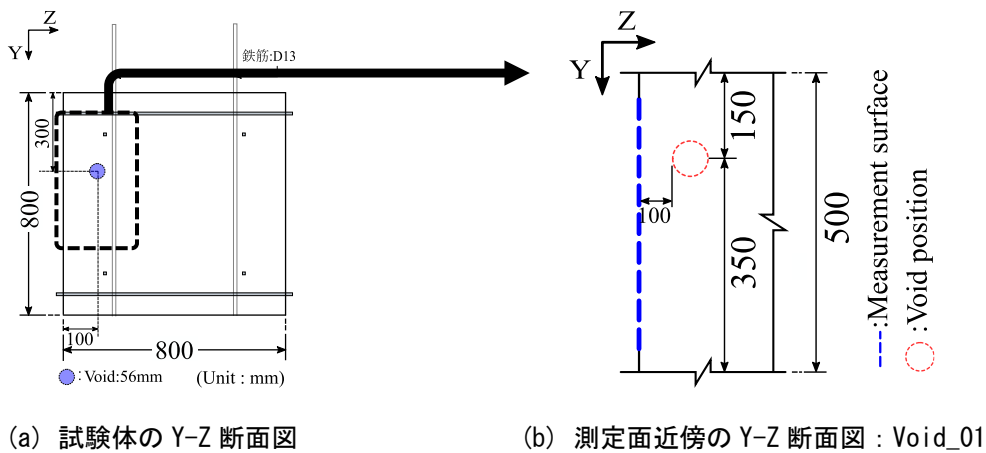 Z
Y
鉄筋:D13
300
800
100
800
:Void:56mm (Unit : mm)
(a) 試験体の Y-Z 断面図
Z
Y
150
100
350
500
:Measurement surface
:Void position
(b) 測定面近傍の Y-Z 断面図：Void_01